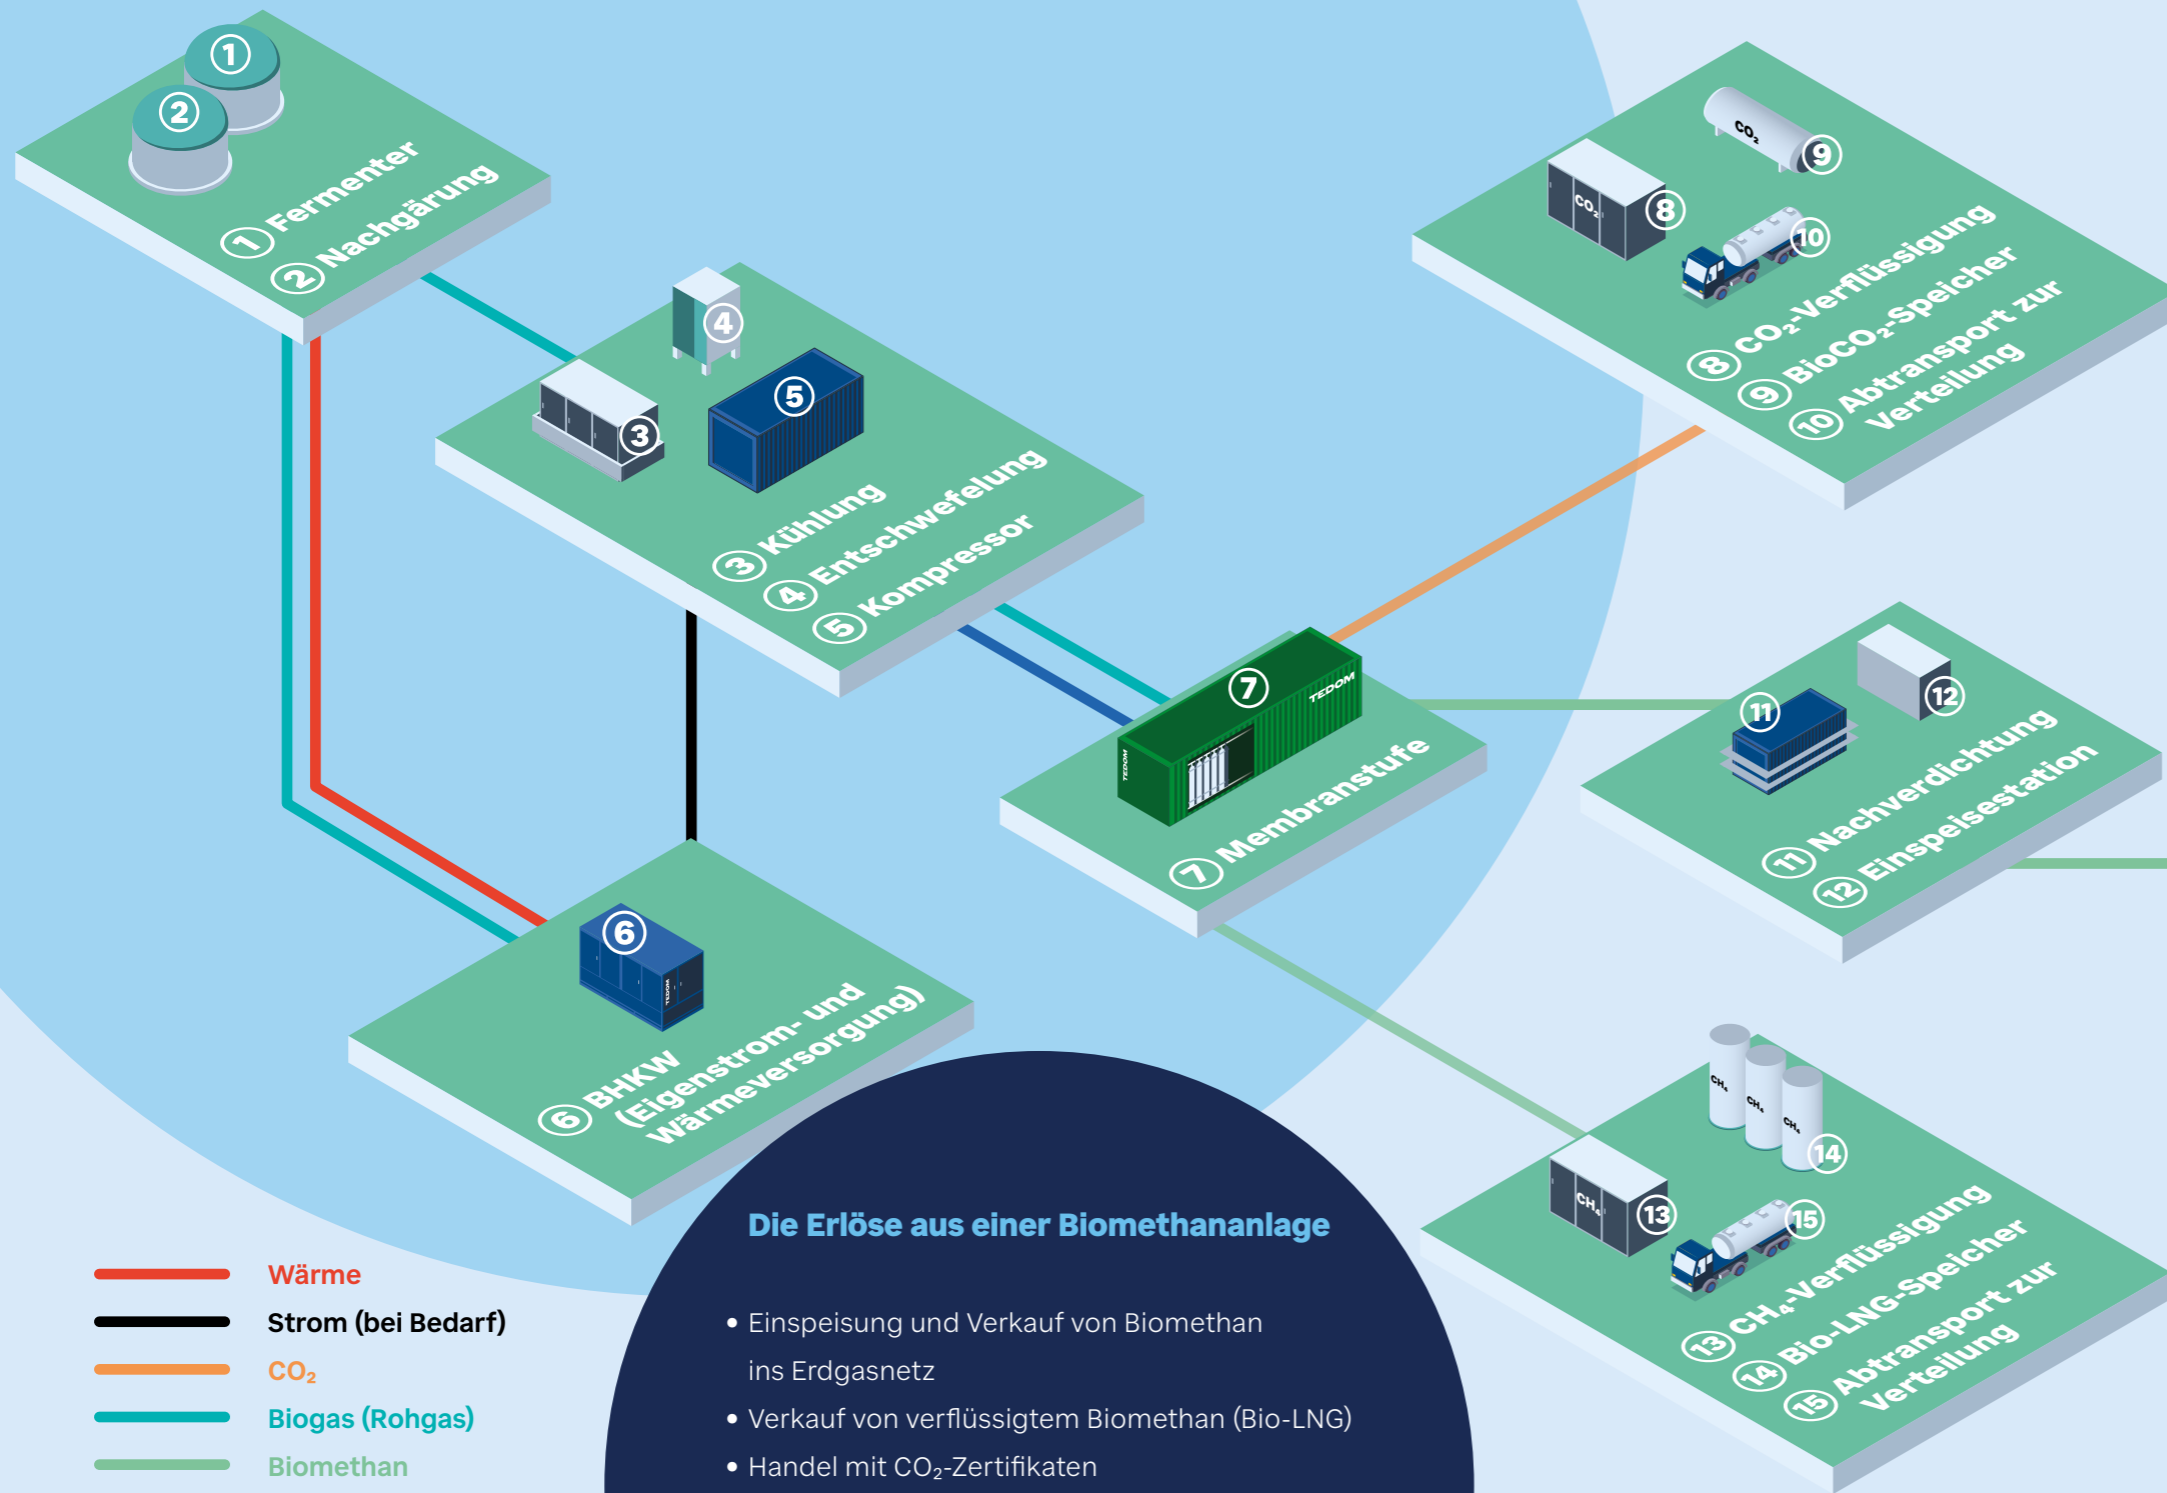 ①
②
① Fermenter
② Nachgärung
③
④
⑤
③ Kühlung
④ Entschwefelung
⑤ Kompressor
⑥
TEDOM
⑥ BHKW
(Eigenstrom- und
Wärmeversorgung)
⑦
TEDOM
TEDOM
⑦ Membranstufe
CO₂
⑧
CO₂
⑨
⑩
⑧ CO₂-Verflüssigung
⑨ BioCO₂-Speicher
⑩ Abtransport zur
Verteilung
⑪
⑫
⑪ Nachverdichtung
⑫ Einspeisestation
CH₄
⑬
CH₄
CH₄
CH₄
⑭
⑮
⑬ CH₄-Verflüssigung
⑭ Bio-LNG-Speicher
⑮ Abtransport zur
Verteilung
Wärme
Strom (bei Bedarf)
CO₂
Biogas (Rohgas)
Biomethan
Die Erlöse aus einer Biomethananlage
• Einspeisung und Verkauf von Biomethan
ins Erdgasnetz
• Verkauf von verflüssigtem Biomethan (Bio-LNG)
• Handel mit CO₂-Zertifikaten